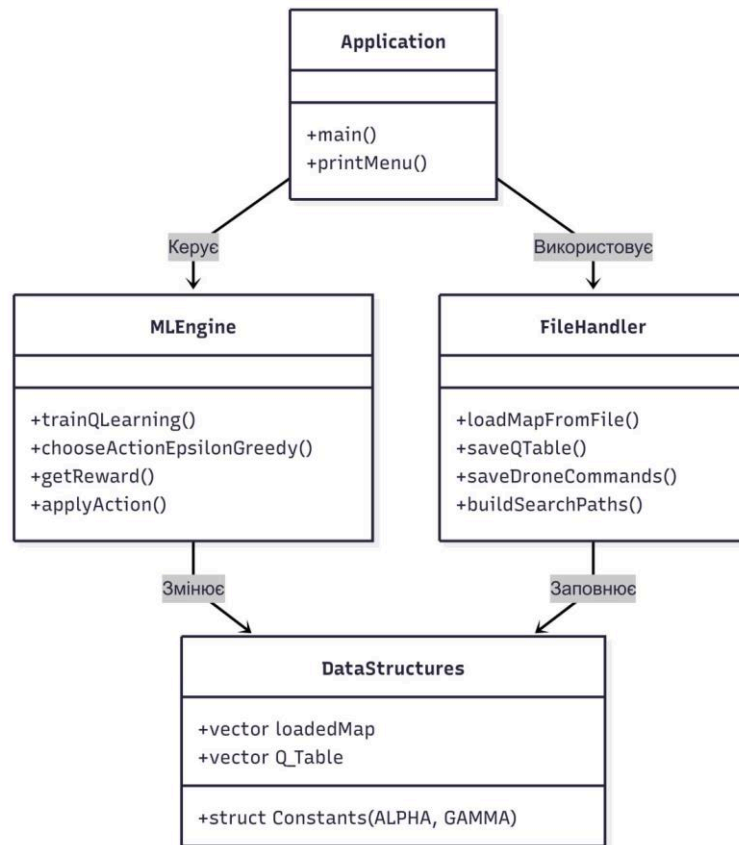 Application
+main()
+printMenu()
Керує
Використовує
MLEngine
+trainQLearning()
+chooseActionEpsilonGreedy()
+getReward()
+applyAction()
FileHandler
+loadMapFromFile()
+saveQTable()
+saveDroneCommands()
+buildSearchPaths()
Змінює
Заповнює
DataStructures
+vector loadedMap
+vector Q_Table
+struct Constants(ALPHA, GAMMA)